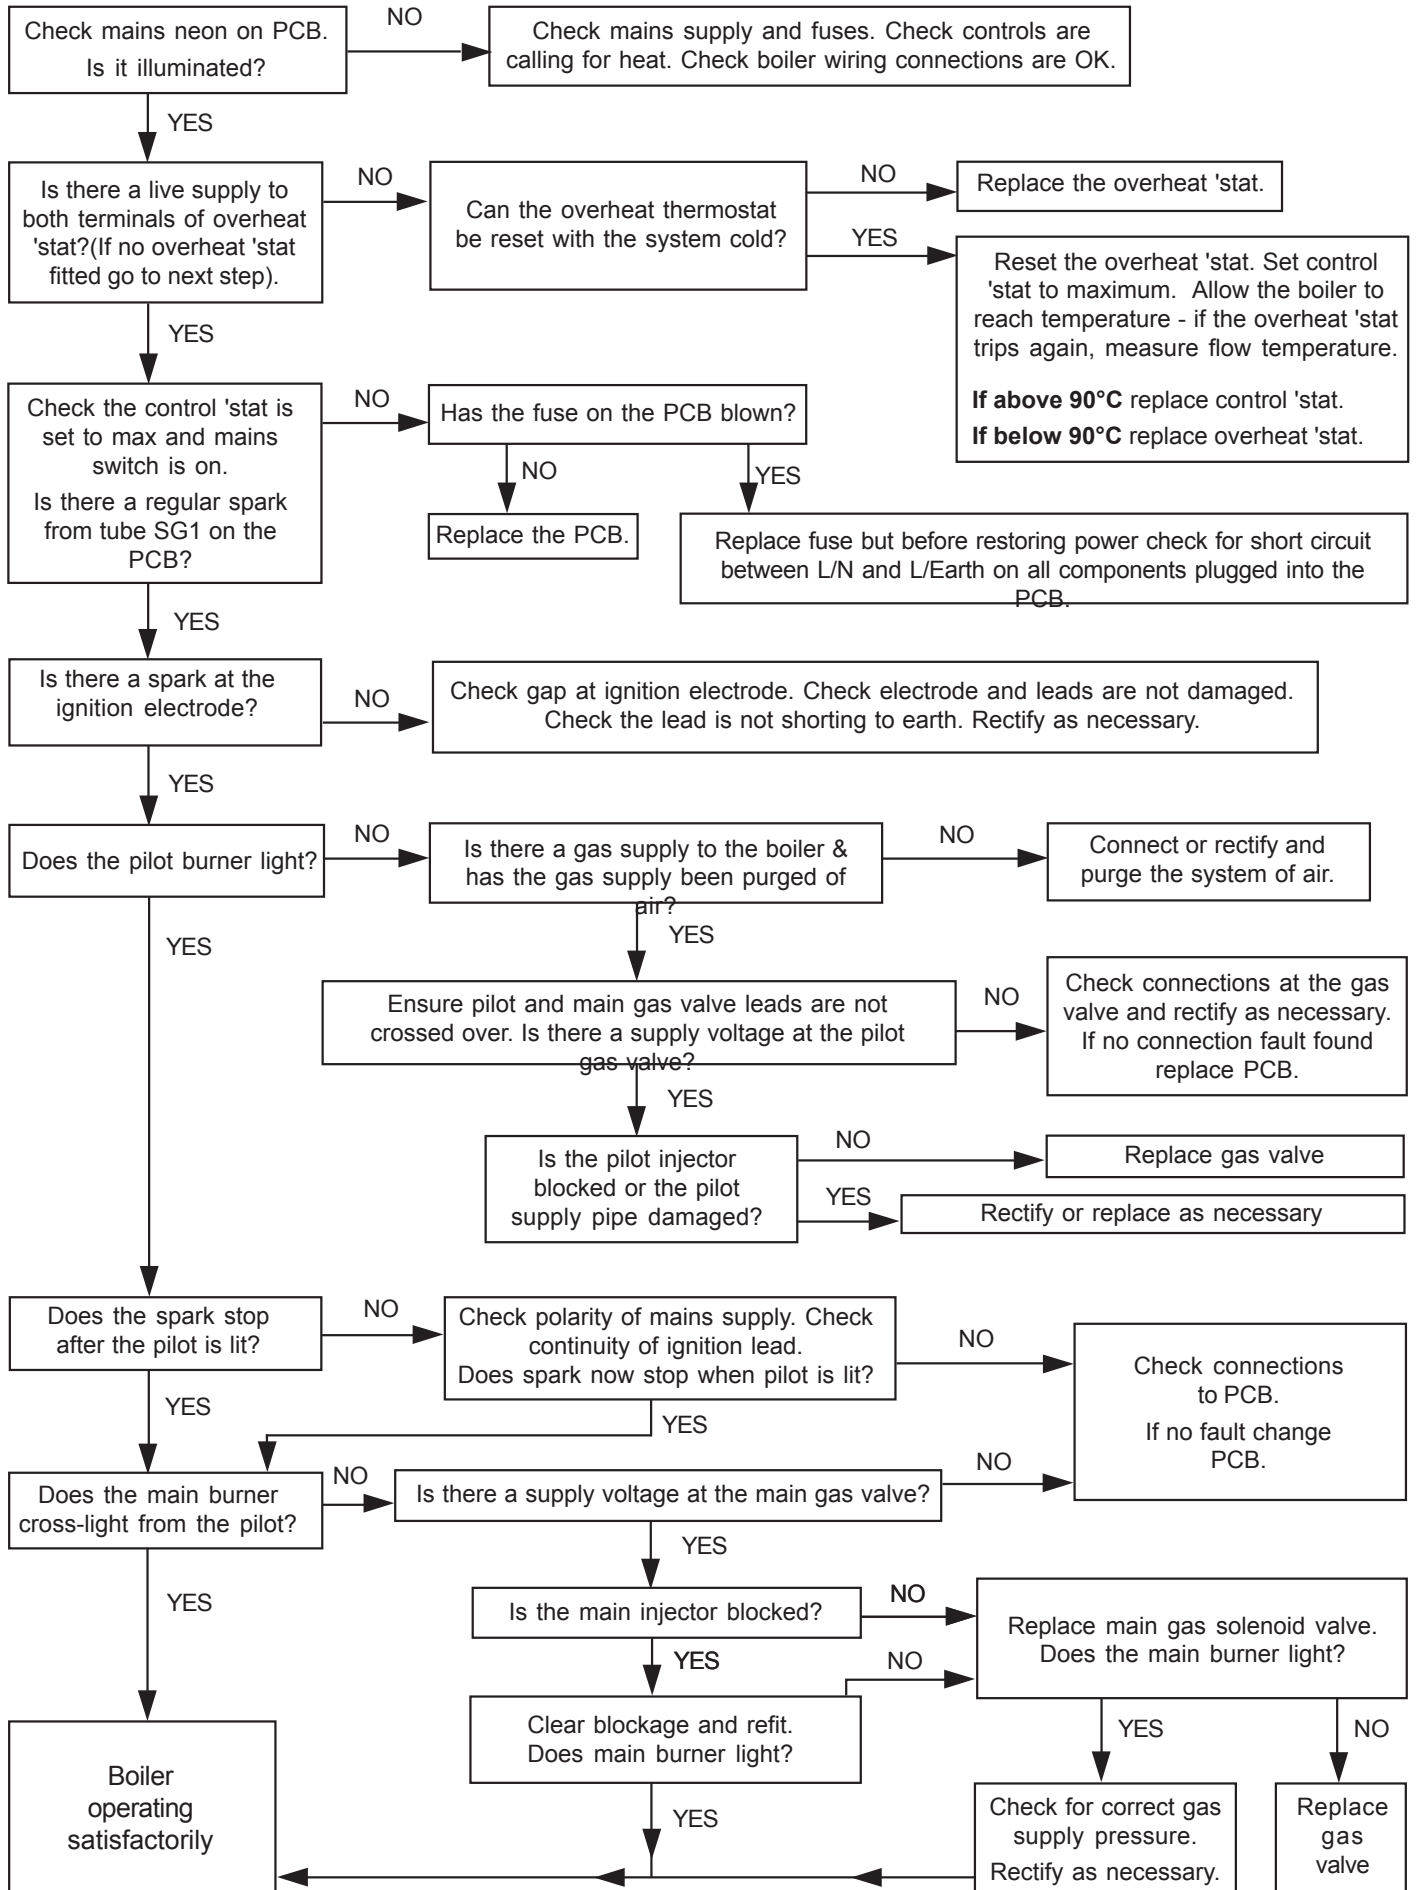 Check mains neon on PCB.
Is it illuminated?
NO
Check mains supply and fuses. Check controls are
calling for heat. Check boiler wiring connections are OK.
YES
Is there a live supply to
both terminals of overheat
'stat?(If no overheat 'stat
fitted go to next step).
NO
Can the overheat thermostat
be reset with the system cold?
NO
Replace the overheat 'stat.
YES
Reset the overheat 'stat. Set control
'stat to maximum. Allow the boiler to
reach temperature - if the overheat 'stat
trips again, measure flow temperature.
If above 90°C replace control 'stat.
If below 90°C replace overheat 'stat.
YES
Check the control 'stat is
set to max and mains
switch is on.
Is there a regular spark
from tube SG1 on the
PCB?
NO
Has the fuse on the PCB blown?
NO
Replace the PCB.
YES
Replace fuse but before restoring power check for short circuit
between L/N and L/Earth on all components plugged into the
PCB.
YES
Is there a spark at the
ignition electrode?
NO
Check gap at ignition electrode. Check electrode and leads are not damaged.
Check the lead is not shorting to earth. Rectify as necessary.
YES
Does the pilot burner light?
NO
Is there a gas supply to the boiler &
has the gas supply been purged of
air?
NO
Connect or rectify and
purge the system of air.
YES
YES
Ensure pilot and main gas valve leads are not
crossed over. Is there a supply voltage at the pilot
gas valve?
NO
Check connections at the gas
valve and rectify as necessary.
If no connection fault found
replace PCB.
YES
Is the pilot injector
blocked or the pilot
supply pipe damaged?
NO
Replace gas valve
YES
Rectify or replace as necessary
Does the spark stop
after the pilot is lit?
NO
Check polarity of mains supply. Check
continuity of ignition lead.
Does spark now stop when pilot is lit?
NO
Check connections
to PCB.
If no fault change
PCB.
YES
YES
Does the main burner
cross-light from the pilot?
NO
Is there a supply voltage at the main gas valve?
NO
YES
YES
Is the main injector blocked?
NO
Replace main gas solenoid valve.
Does the main burner light?
YES
NO
Clear blockage and refit.
Does main burner light?
YES
NO
Boiler
operating
satisfactorily
YES
Check for correct gas
supply pressure.
Rectify as necessary.
Replace
gas
valve